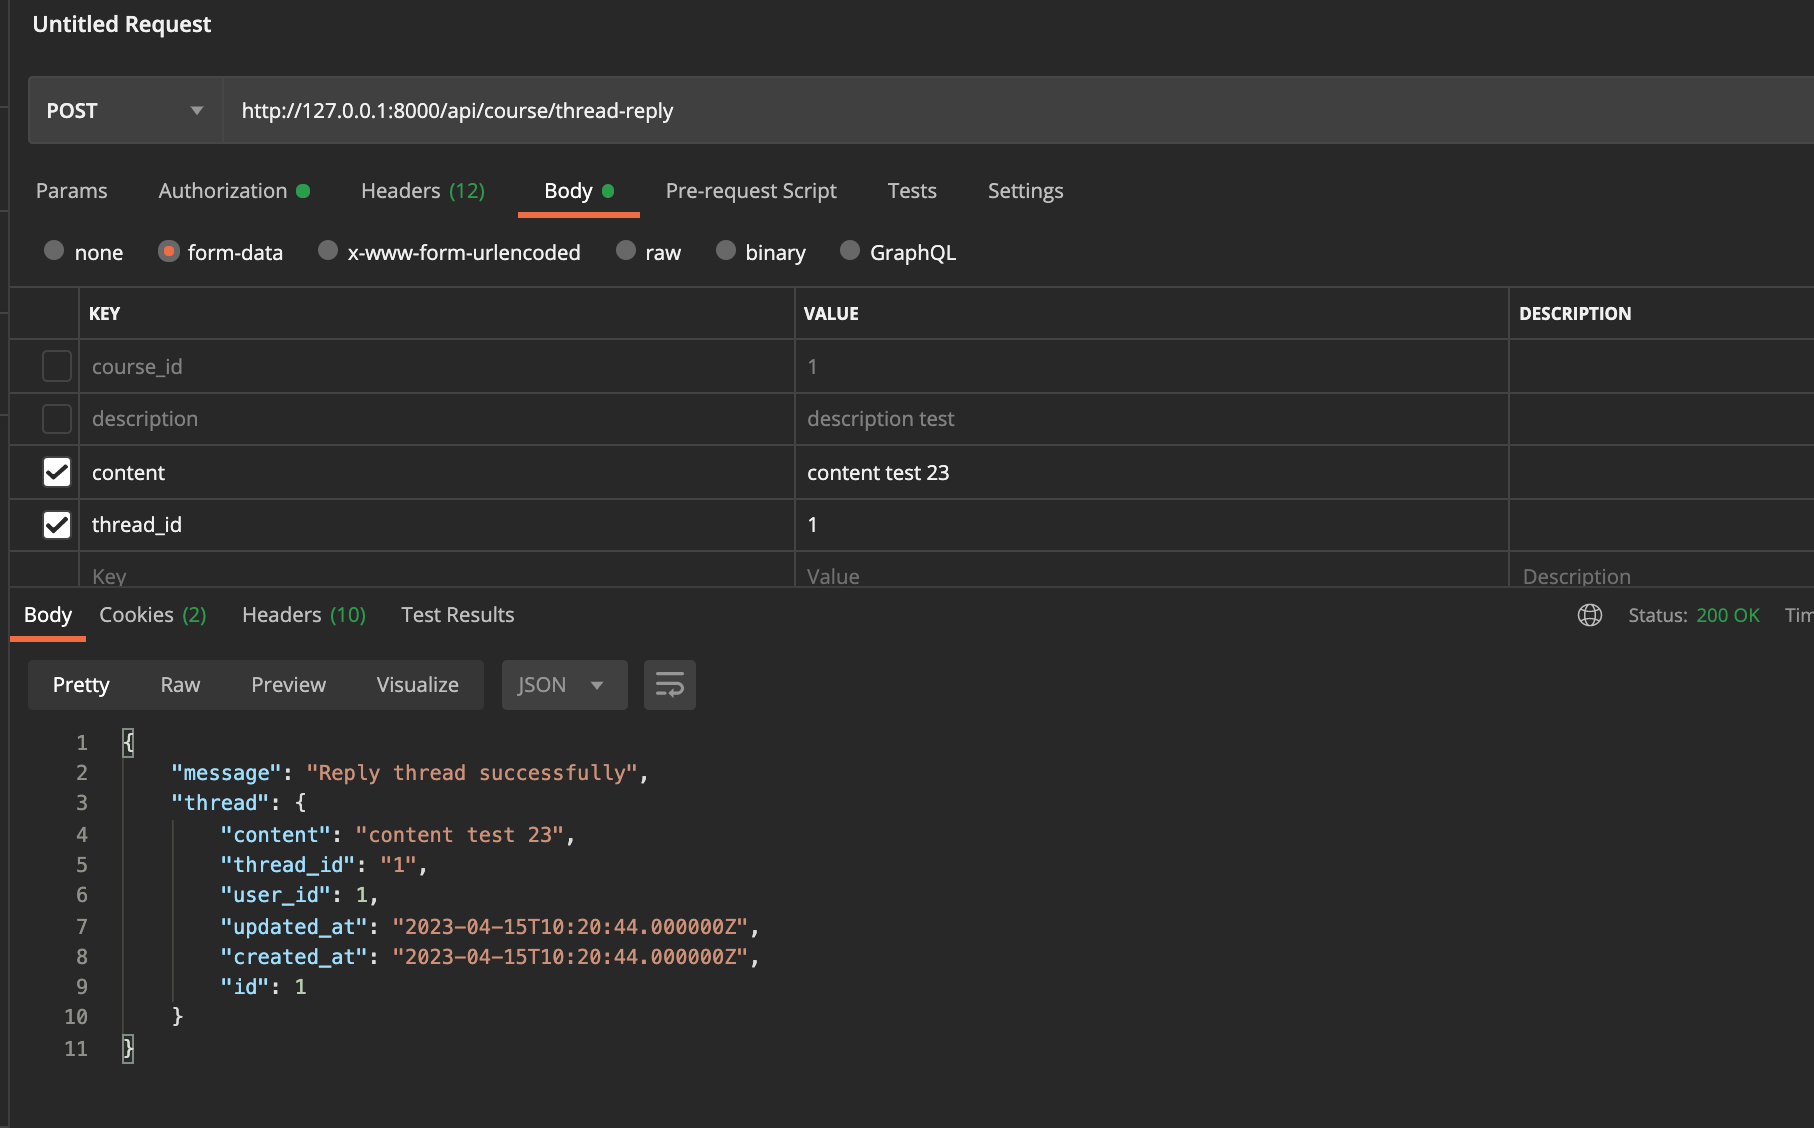 Untitled Request
POST http://127.0.0.1:8000/api/course/thread-reply
Params Authorization Headers (12) Body Pre-request Script Tests Settings
none form-data x-www-form-urlencoded raw binary GraphQL
KEY VALUE DESCRIPTION
course_id 1
description description test
content content test 23
thread_id 1
Key Value Description
Body Cookies (2) Headers (10) Test Results Status: 200 OK Tim
Pretty Raw Preview Visualize JSON
1 {
2 "message": "Reply thread successfully",
3 "thread": {
4 "content": "content test 23",
5 "thread_id": "1",
6 "user_id": 1,
7 "updated_at": "2023-04-15T10:20:44.000000Z",
8 "created_at": "2023-04-15T10:20:44.000000Z",
9 "id": 1
10 }
11 }